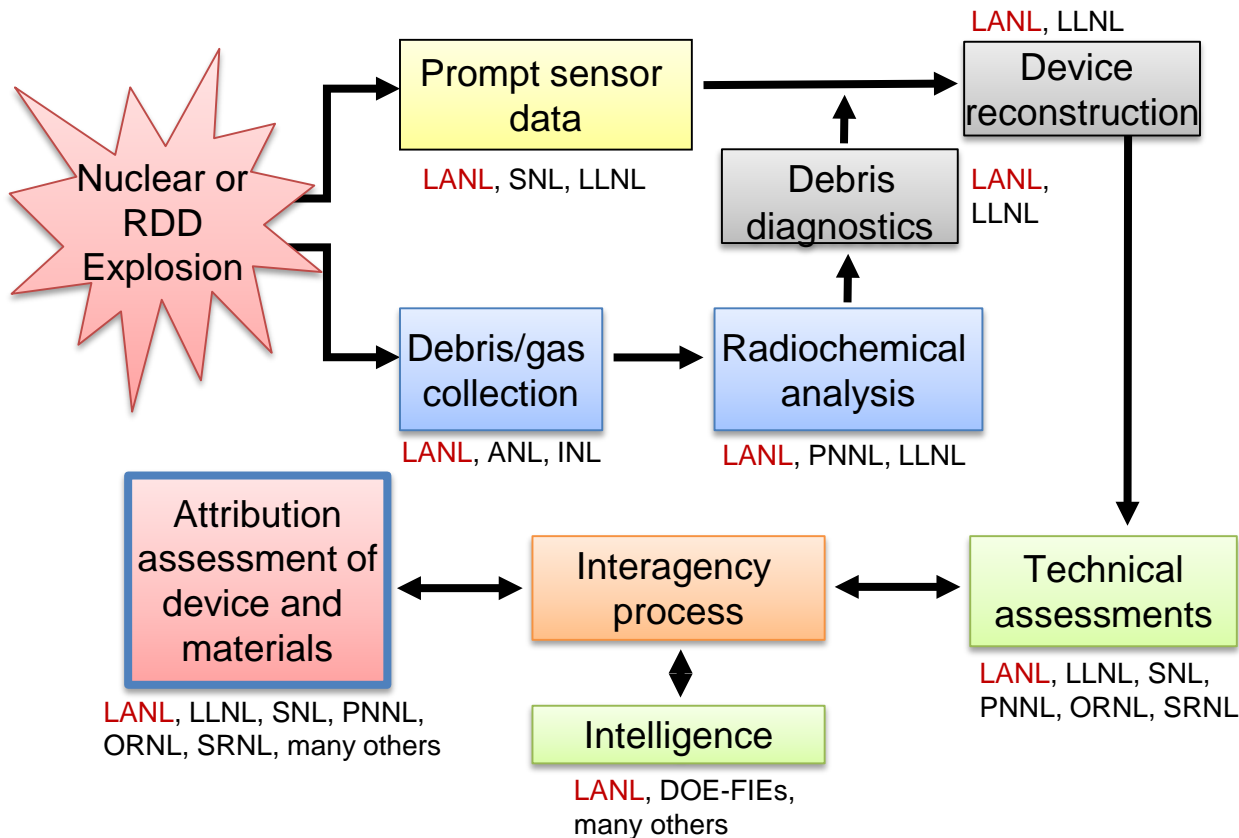 Nuclear or
RDD
Explosion
Prompt sensor
data
LANL, SNL, LLNL
LANL, LLNL
Device
reconstruction
Debris
diagnostics
LANL,
LLNL
Debris/gas
collection
LANL, ANL, INL
Radiochemical
analysis
LANL, PNNL, LLNL
Attribution
assessment of
device and
materials
LANL, LLNL, SNL, PNNL,
ORNL, SRNL, many others
Interagency
process
Intelligence
LANL, DOE-FIEs,
many others
Technical
assessments
LANL, LLNL, SNL,
PNNL, ORNL, SRNL